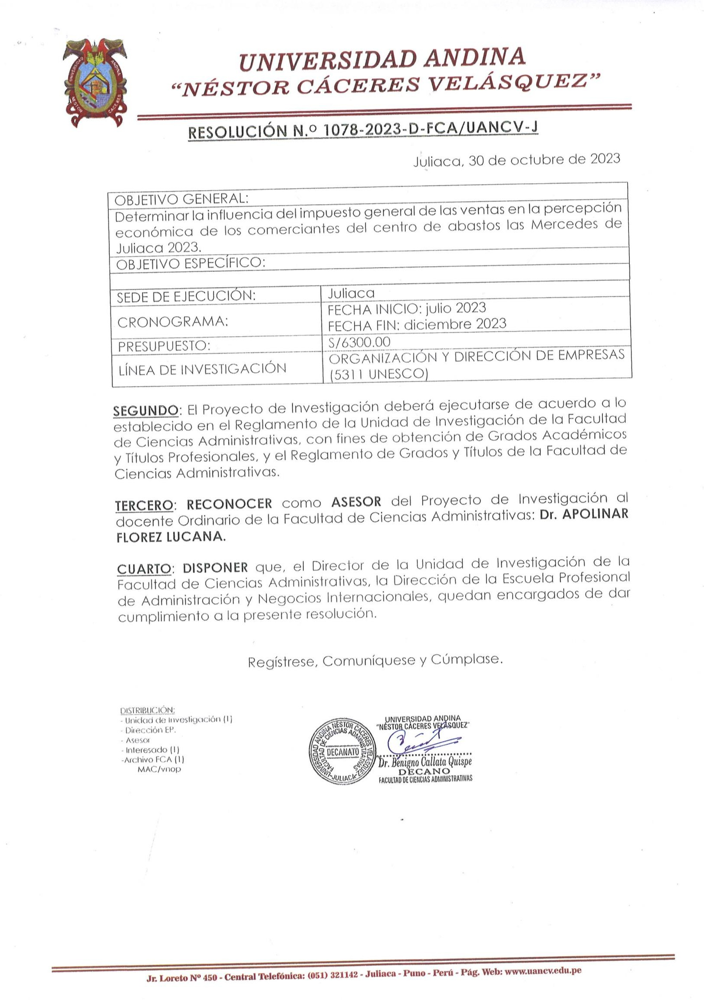 UNIVERSIDAD ANDINA
“NÉSTOR CÁCERES VELÁSQUEZ”
RESOLUCIÓN N.º 1078-2023-D-FCA/UANCV-J
Juliaca, 30 de octubre de 2023
OBJETIVO GENERAL:
Determinar la influencia del impuesto general de las ventas en la percepción
económica de los comerciantes del centro de abastos las Mercedes de
Juliaca 2023.
OBJETIVO ESPECÍFICO:
SEDE DE EJECUCIÓN:
Juliaca
CRONOGRAMA:
FECHA INICIO: julio 2023
FECHA FIN: diciembre 2023
PRESUPUESTO:
S/6300.00
LÍNEA DE INVESTIGACIÓN
ORGANIZACIÓN Y DIRECCIÓN DE EMPRESAS
(5311 UNESCO)
SEGUNDO: El Proyecto de Investigación deberá ejecutarse de acuerdo a lo
establecido en el Reglamento de la Unidad de Investigación de la Facultad
de Ciencias Administrativas, con fines de obtención de Grados Académicos
y Títulos Profesionales, y el Reglamento de Grados y Títulos de la Facultad de
Ciencias Administrativas.
TERCERO: RECONOCER como ASESOR del Proyecto de Investigación al
docente Ordinario de la Facultad de Ciencias Administrativas: Dr. APOLINAR
FLOREZ LUCANA.
CUARTO: DISPONER que, el Director de la Unidad de Investigación de la
Facultad de Ciencias Administrativas, la Dirección de la Escuela Profesional
de Administración y Negocios Internacionales, quedan encargados de dar
cumplimiento a la presente resolución.
Regístrese, Comuníquese y Cúmplase.
DISTRIBUCIÓN:
- Unidad de Investigación (1)
- Dirección EP.
- Asesor
- Interesado (1)
-Archivo FCA (1)
MAC/vnop
UNIVERSIDAD ANDINA NÉSTOR CÁCERES VELÁSQUEZ
FACULTAD DE CIENCIAS ADMINISTRATIVAS
DECANATO
-JULIACA-
UNIVERSIDAD ANDINA
“NÉSTOR CÁCERES VELÁSQUEZ”
Dr. Benigno Callata Quispe
DECANO
FACULTAD DE CIENCIAS ADMINISTRATIVAS
Jr. Loreto Nº 450 - Central Telefónica: (051) 321142 - Juliaca - Puno - Perú - Pág. Web: www.uancv.edu.pe